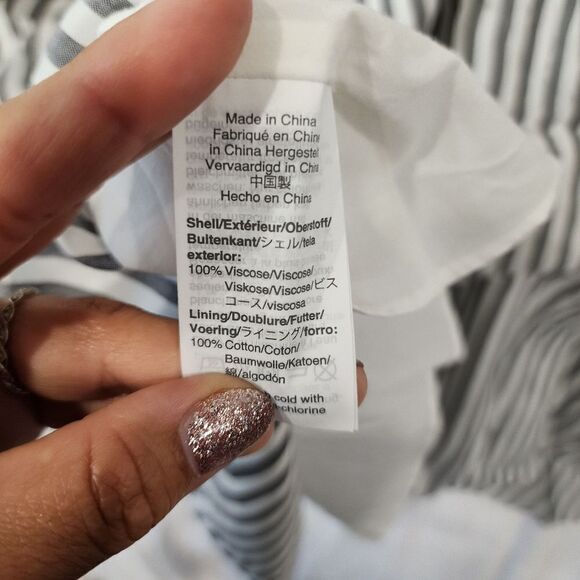 Made in China
Fabriqué en Chine
in China Hergestel
Vervaardigd in China
中国製
Hecho en China
Shell/Extérieur/Oberstoff/
Buitenkant/シェル/tela
exterior:
100% Viscose/Viscose/
Viskose/Viscose/ビス
コース/viscosa
Lining/Doublure/Futter/
Voering/ライニング/forro:
100% Cotton/Coton/
Baumwolle/Katoen/
綿/algodón
cold with
chlorine